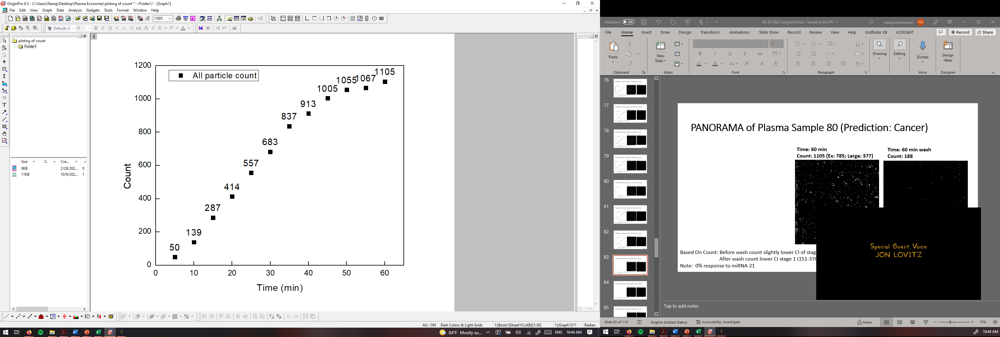 OriginPro 8.5 - C:\Users\Nareg\Desktop\Plasma Exosomes\ploting of count * - /Folder1/ - [Graph1]
File Edit View Graph Data Analysis Gadgets Tools Format Window Help
100%
Default: A 0 B I U
ploting of count
Folder1
Size C. Cre...
8KB 2/28/202... 0
11KB 10/9/202... 1
1
All particle count
1200
1000
800
600
400
200
0
50
139
287
414
557
683
837
913
1005
1055
1067
1105
0 10 20 30 40 50 60
Count
Time (min)
AU : ON Dark Colors & Light Grids 1:[Book1]Sheet1!Col(B)[1:30] 1:[Graph1]1!1 Radian
84°F Mostly su... ENG 10:44 AM
AutoSave Off 04-20-2022 lung blind tes • Saved to this PC nareg ohannesian NO
File Home Insert Draw Design Transitions Animations Slide Show Record Review View Help EndNote X8 ACROBAT Record Share
Paste
New Slide
18
B I U S ab AV
Aa A A
Drawing
Editing
Dictate
Design Ideas
Clipboard Slides Font Paragraph Voice Designer
76
77
78
79
80
81
82
83
84
85
PANORAMA of Plasma Sample 80 (Prediction: Cancer)
Time: 60 min
Count: 1105 (Ex: 785; Large: 377)
Time: 60 min wash
Count: 188
Based On Count: Before wash count slightly lower CI of stag
After wash count lower CI stage 1 (151-370
Note: 0% response to miRNA-21
Special Guest Voice
JON LOVITZ
Tap to add notes
Slide 83 of 110 English (United States) Accessibility: Investigate Notes 75%
10:44 AM